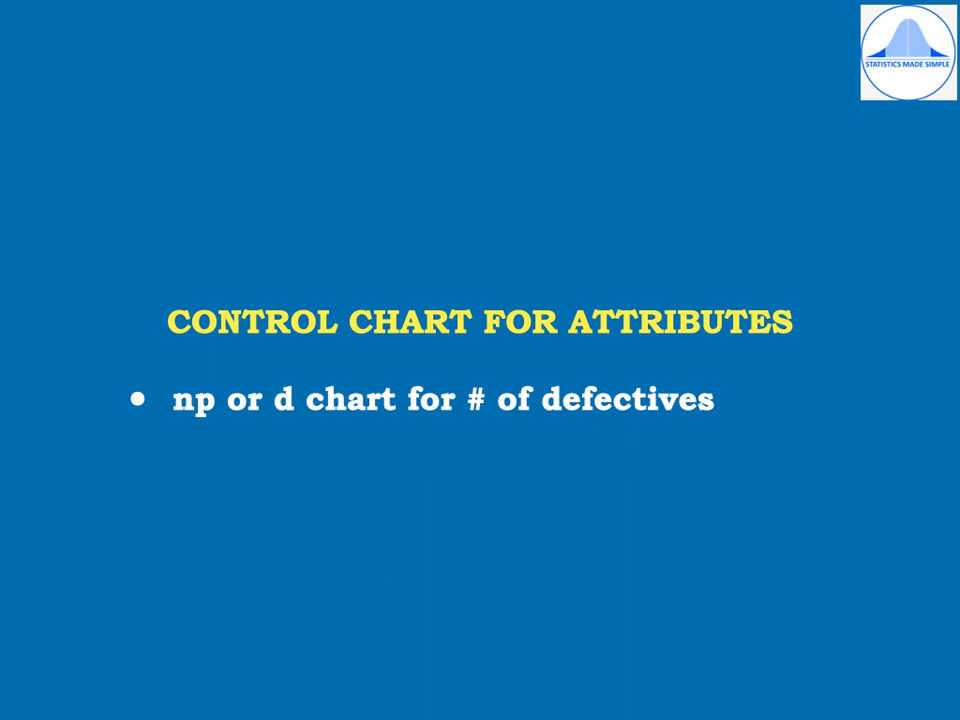 STATISTICS MADE SIMPLE
CONTROL CHART FOR ATTRIBUTES
• np or d chart for # of defectives